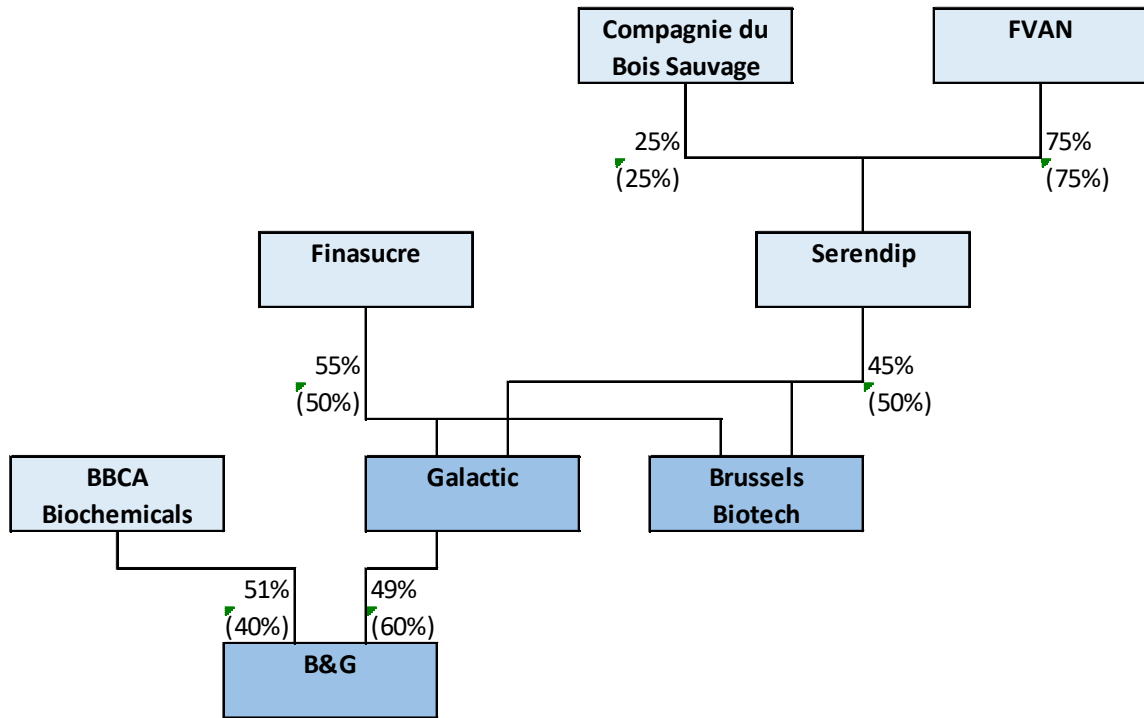 Compagnie du
Bois Sauvage
FVAN
25%
(25%)
75%
(75%)
Finasucre
Serendip
55%
(50%)
45%
(50%)
BBCA
Biochemicals
Galactic
Brussels
Biotech
51%
(40%)
49%
(60%)
B&G